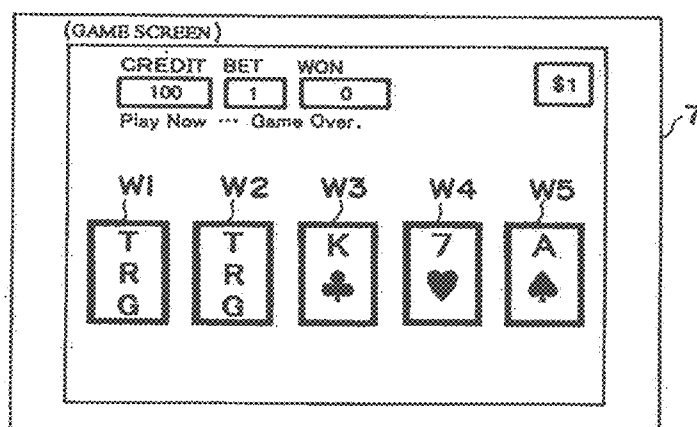 (GAME SCREEN)
CREDIT BET WON
100 1 0 $1
Play Now ··· Game Over.
7
W1 W2 W3 W4 W5
T T K 7 A
R R ♣ ♥ ♠
G G